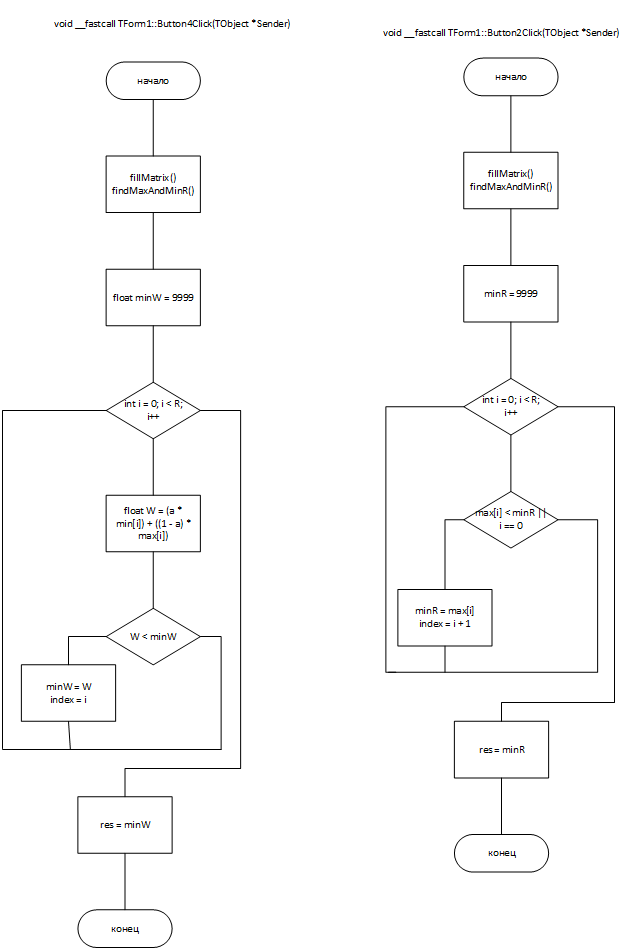 void __fastcall TForm1::Button4Click(TObject *Sender)
начало
fillMatrix()
findMaxAndMinR()
float minW = 9999
int i = 0; i < R;
i++
float W = (a *
min[i]) + ((1 - a) *
max[i])
W < minW
minW = W
index = i
res = minW
конец
void __fastcall TForm1::Button2Click(TObject *Sender)
начало
fillMatrix()
findMaxAndMinR()
minR = 9999
int i = 0; i < R;
i++
max[i] < minR ||
i == 0
minR = max[i]
index = i + 1
res = minR
конец